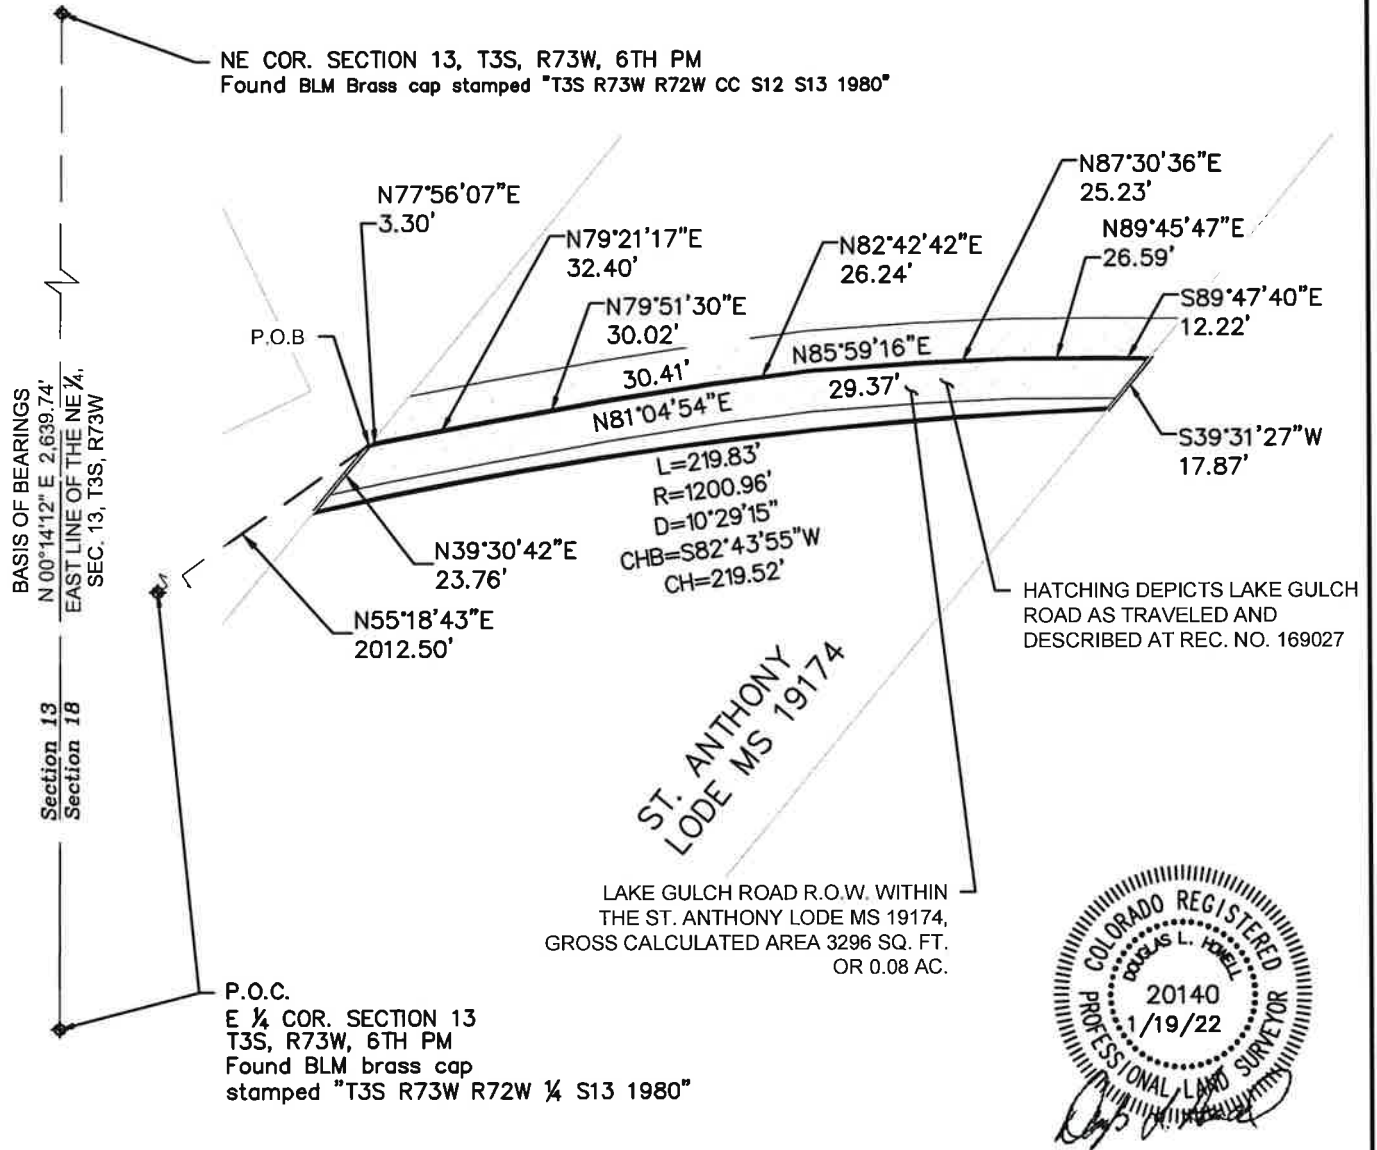 NE COR. SECTION 13, T3S, R73W, 6TH PM
Found BLM Brass cap stamped "T3S R73W R72W CC S12 S13 1980"
N77°56'07"E
3.30'
N79°21'17"E
32.40'
N79°51'30"E
30.02'
N82°42'42"E
26.24'
N87°30'36"E
25.23'
N89°45'47"E
26.59'
S89°47'40"E
12.22'
P.O.B
30.41'
N81°04'54"E
N85°59'16"E
29.37'
S39°31'27"W
17.87'
L=219.83'
R=1200.96'
D=10°29'15"
CHB=S82°43'55"W
CH=219.52'
N39°30'42"E
23.76'
N55°18'43"E
2012.50'
BASIS OF BEARINGS
N 00°14'12" E 2,639.74'
EAST LINE OF THE NE ¼,
SEC. 13, T3S, R73W
Section 13
Section 18
HATCHING DEPICTS LAKE GULCH
ROAD AS TRAVELED AND
DESCRIBED AT REC. NO. 169027
ST. ANTHONY
LODE MS 19174
LAKE GULCH ROAD R.O.W. WITHIN
THE ST. ANTHONY LODE MS 19174,
GROSS CALCULATED AREA 3296 SQ. FT.
OR 0.08 AC.
P.O.C.
E ¼ COR. SECTION 13
T3S, R73W, 6TH PM
Found BLM brass cap
stamped "T3S R73W R72W ¼ S13 1980"
COLORADO REGISTERED
DOUGLAS L. HOWELL
20140
1/19/22
PROFESSIONAL LAND SURVEYOR